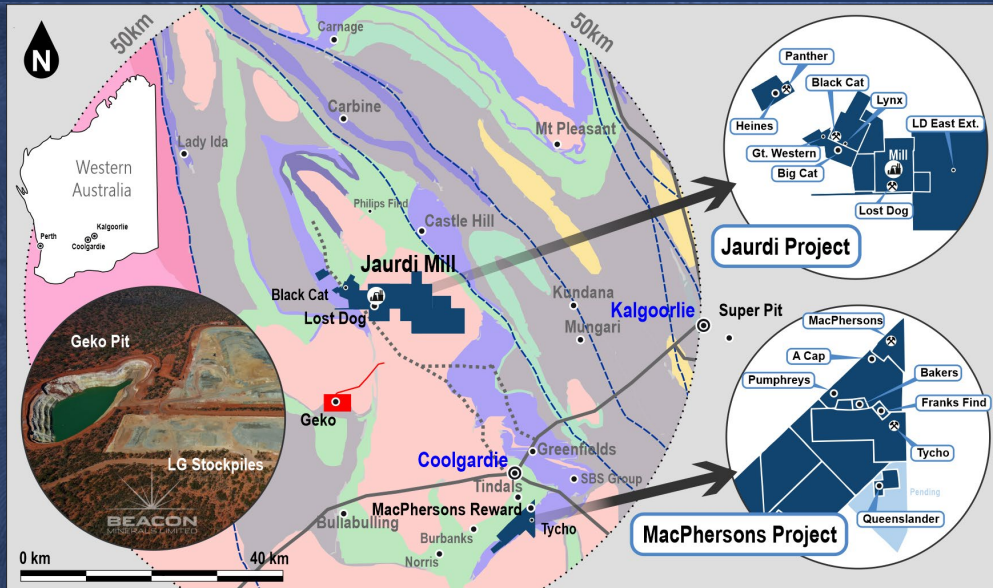 50km
50km
N
Carnage
Carbine
Lady Ida
Mt Pleasant
Western
Australia
Perth
Kalgoorlie
Coolgardie
Philips Find
Castle Hill
Jaurdi Mill
Black Cat
Lost Dog
Kundana
Mungari
Kalgoorlie
Super Pit
Geko
Greenfields
Coolgardie
Tindals
SBS Group
MacPhersons Reward
Tycho
Bullabulling
Burbanks
Norris
Geko Pit
LG Stockpiles
BEACON
MINERALS LIMITED
0 km
40 km
Panther
Black Cat
Lynx
LD East Ext.
Heines
Gt. Western
Mill
Big Cat
Lost Dog
Jaurdi Project
MacPhersons
A Cap
Bakers
Pumphreys
Franks Find
Tycho
Pending
Queenslander
MacPhersons Project